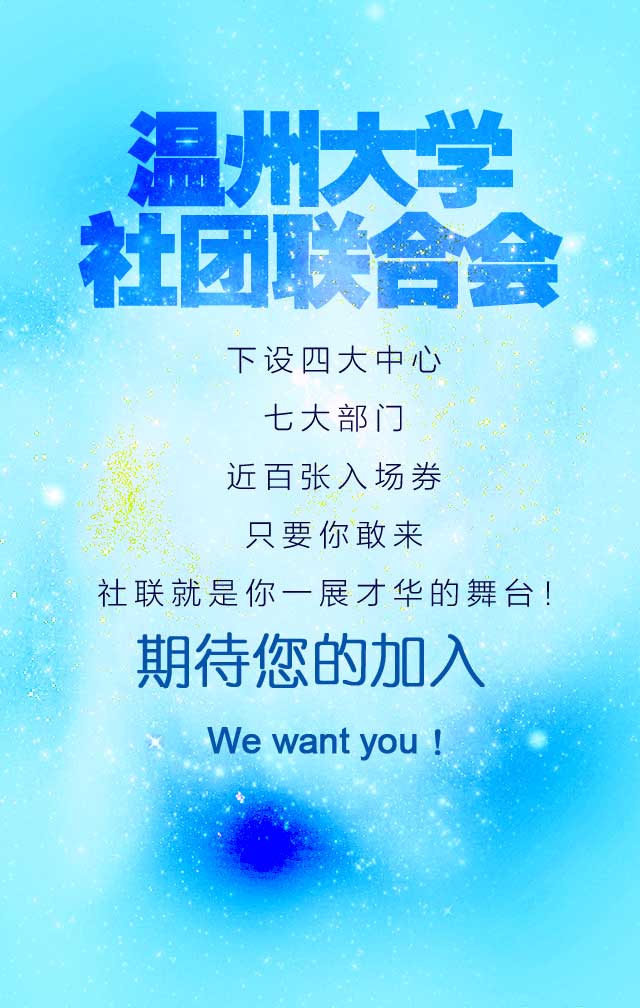 温州大学
社团联合会
下设四大中心
七大部门
近百张入场券
只要你敢来
社联就是你一展才华的舞台！
期待您的加入
We want you！